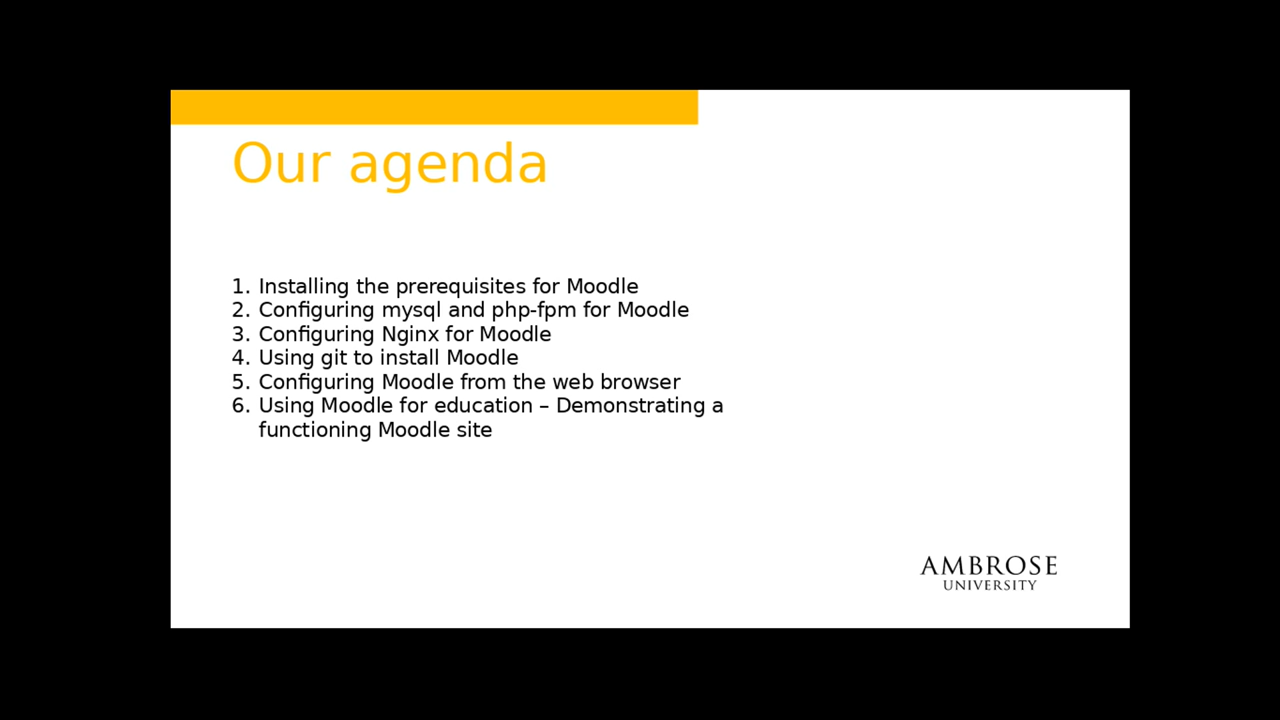 Our agenda
1. Installing the prerequisites for Moodle
2. Configuring mysql and php-fpm for Moodle
3. Configuring Nginx for Moodle
4. Using git to install Moodle
5. Configuring Moodle from the web browser
6. Using Moodle for education – Demonstrating a
functioning Moodle site
AMBROSE
UNIVERSITY